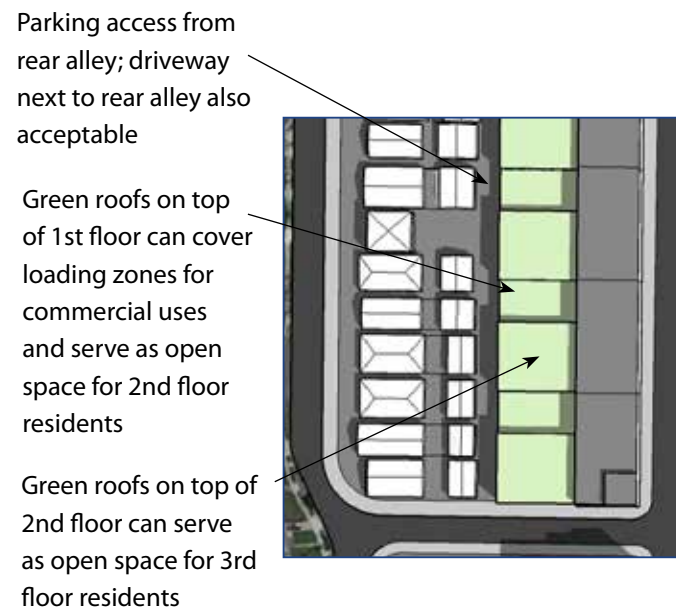 Parking access from
rear alley; driveway
next to rear alley also
acceptable
Green roofs on top
of 1st floor can cover
loading zones for
commercial uses
and serve as open
space for 2nd floor
residents
Green roofs on top of
2nd floor can serve
as open space for 3rd
floor residents